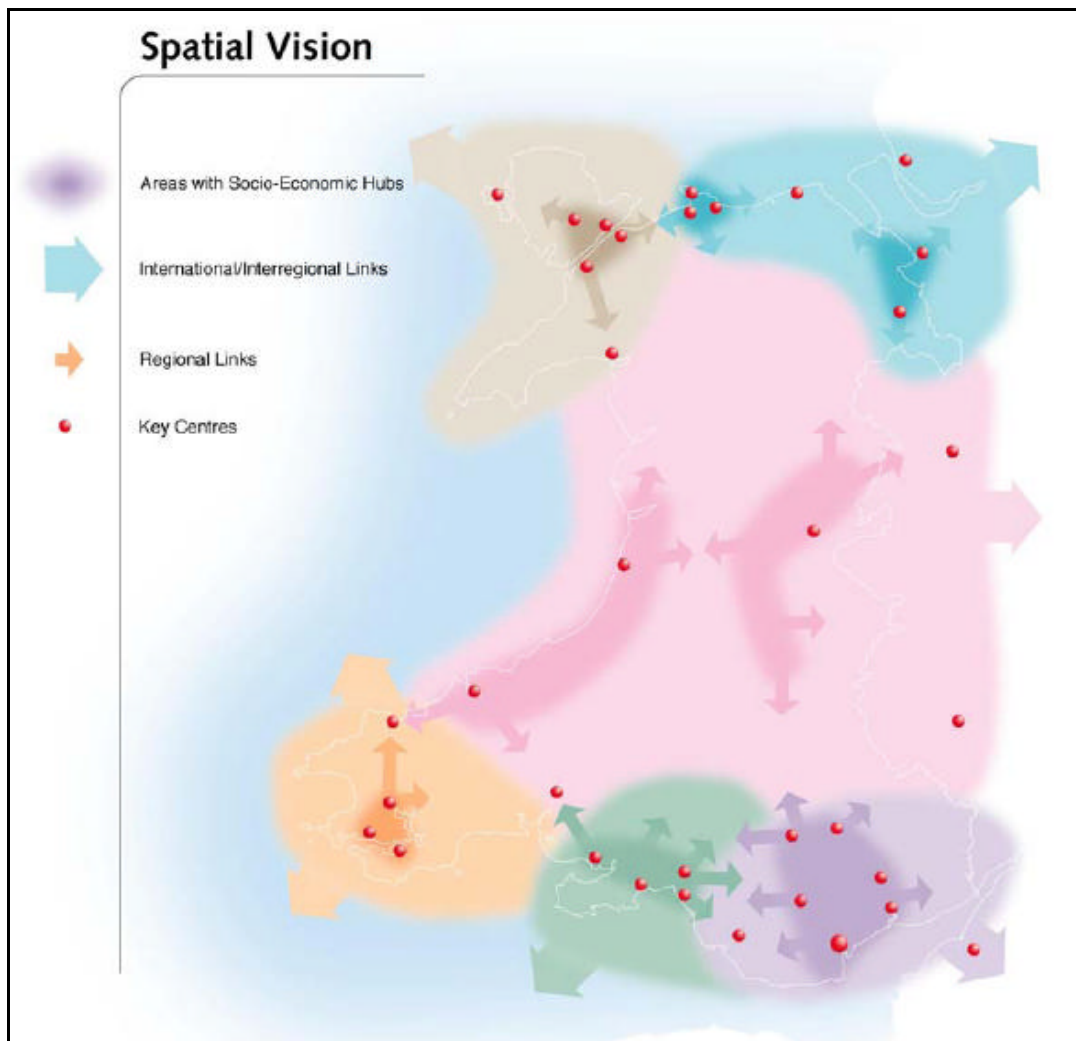 Spatial Vision
Areas with Socio-Economic Hubs
International/Interregional Links
Regional Links
Key Centres